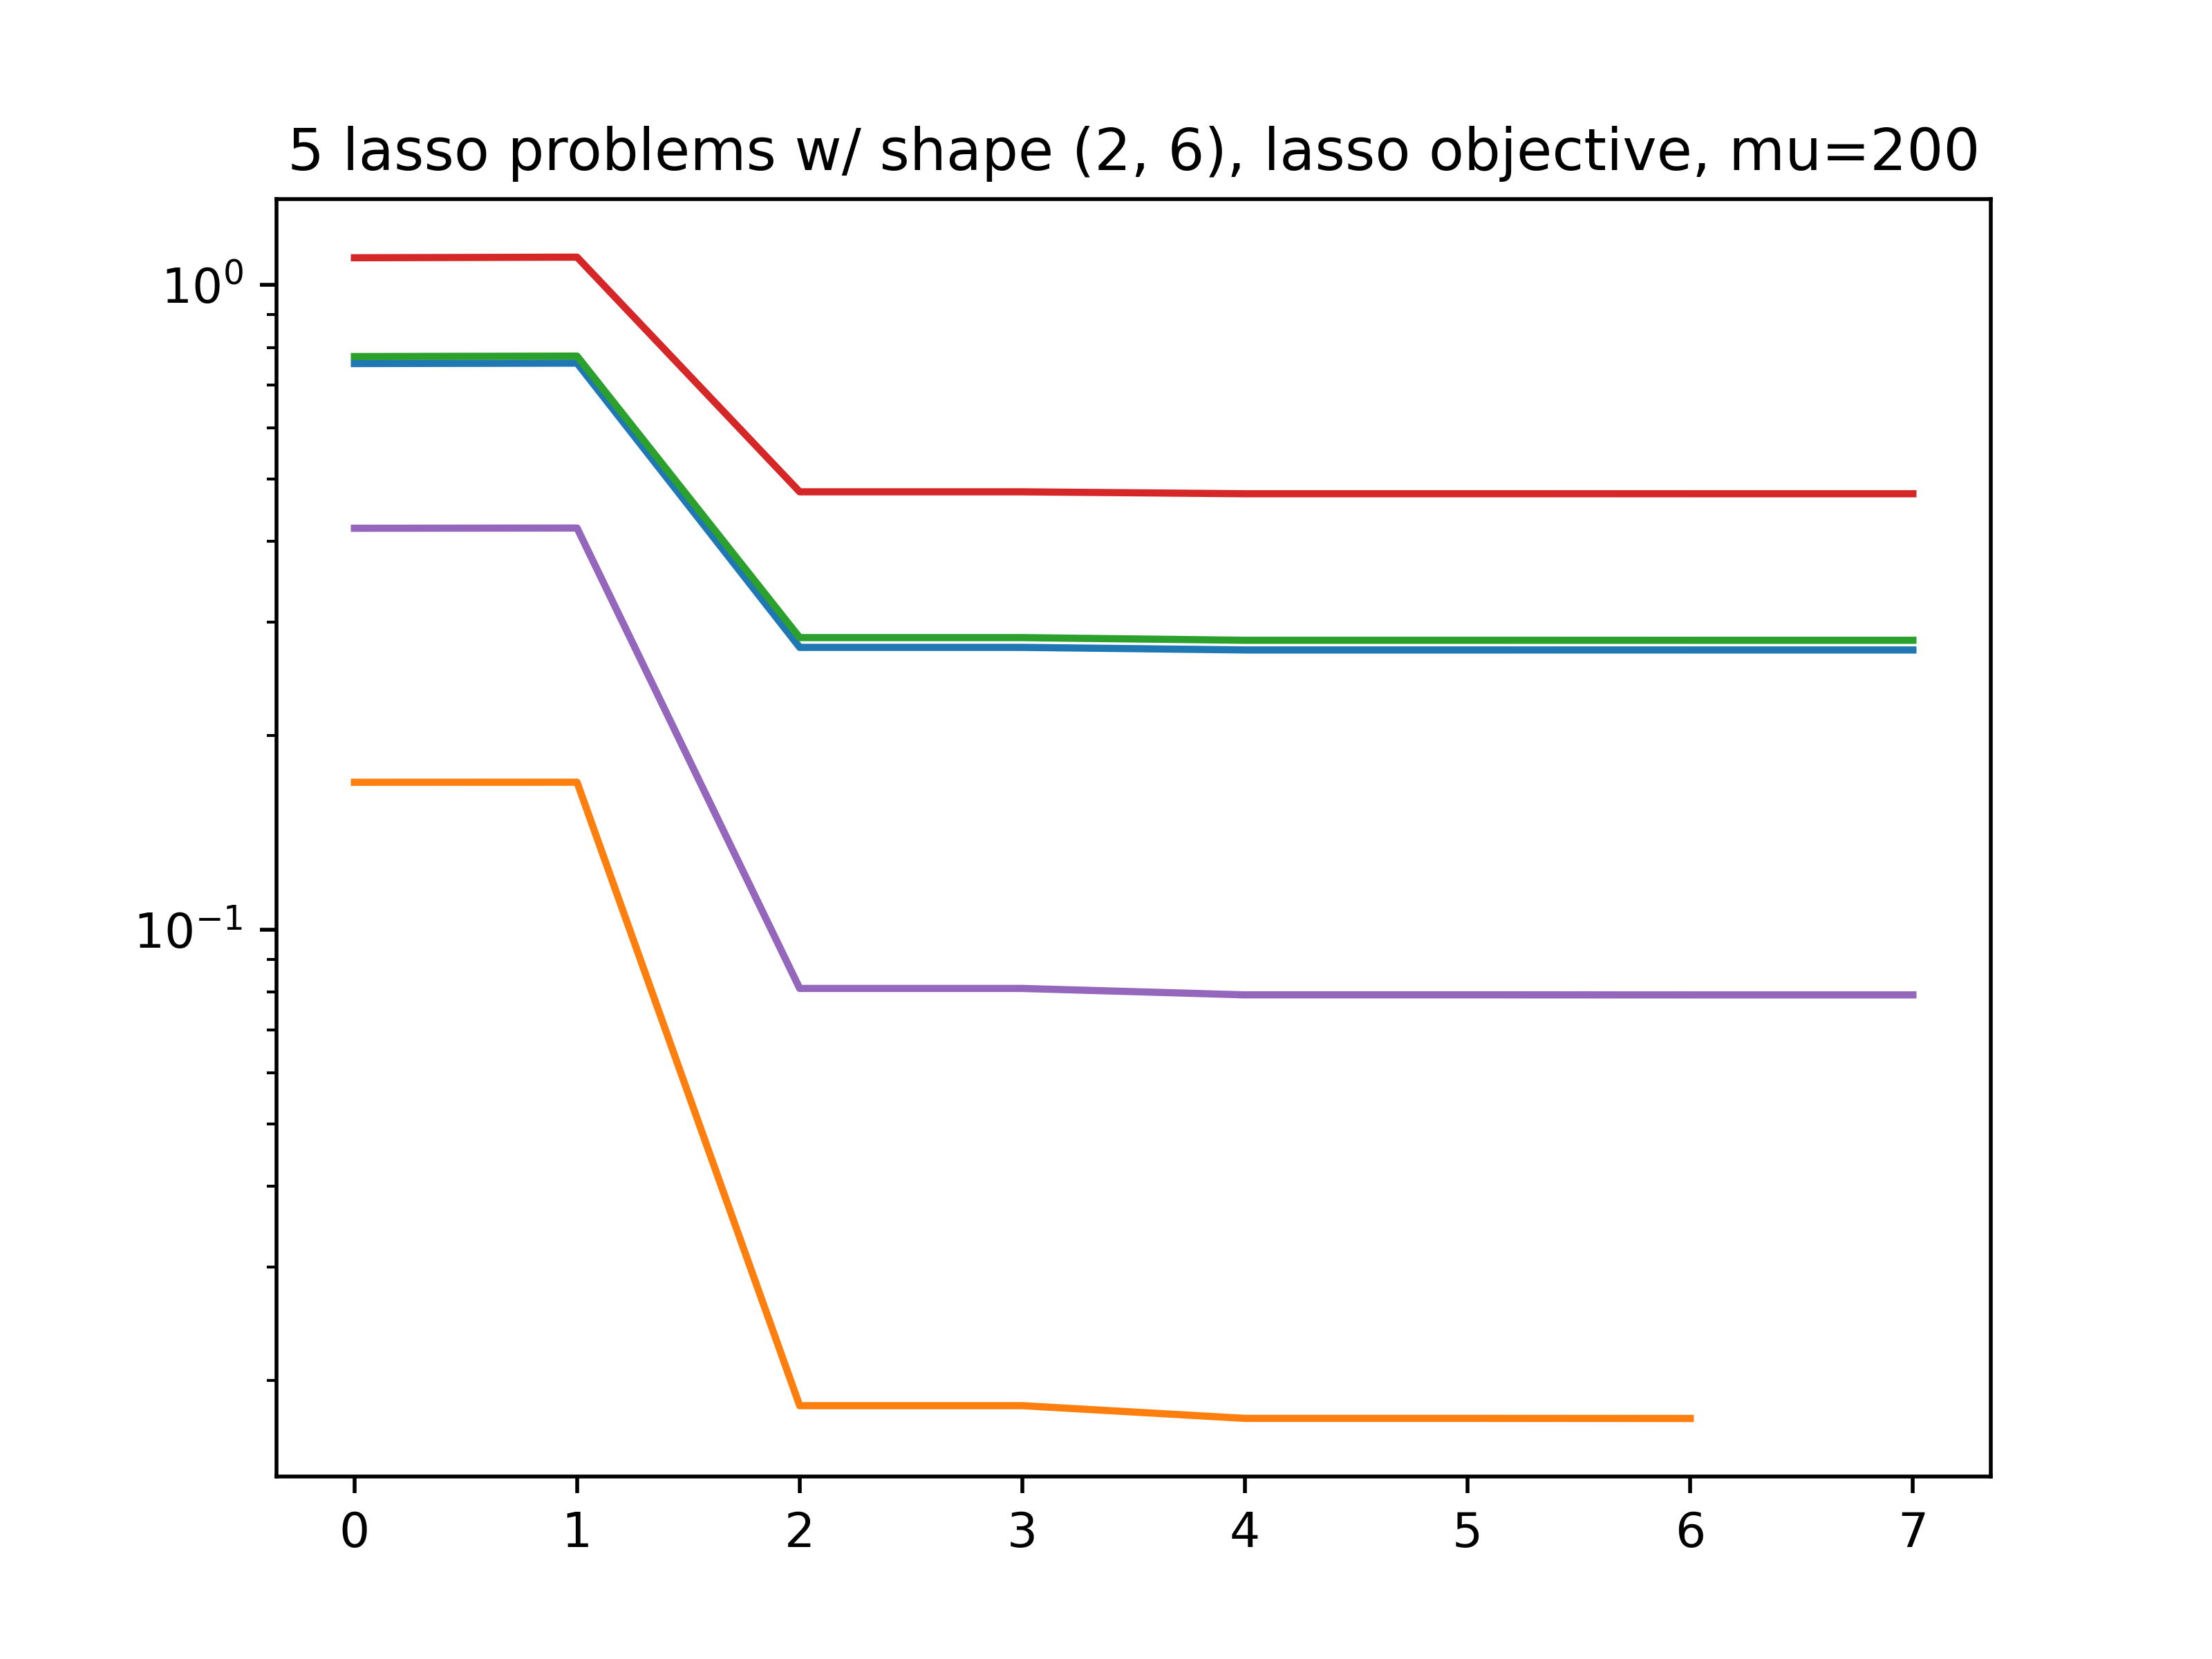 5 lasso problems w/ shape (2, 6), lasso objective, mu=200
10⁰
10⁻¹
0 1 2 3 4 5 6 7